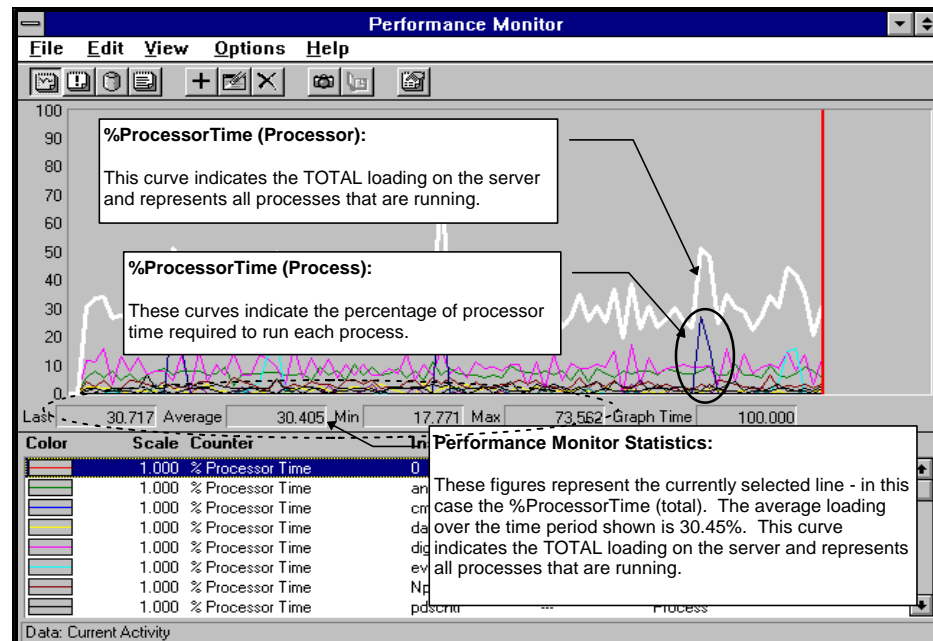 Performance Monitor
File Edit View Options Help
100
90
80
70
60
50
40
30
20
10
0
%ProcessorTime (Processor):
This curve indicates the TOTAL loading on the server
and represents all processes that are running.
%ProcessorTime (Process):
These curves indicate the percentage of processor
time required to run each process.
Last 30.717 Average 30.405 Min 17.771 Max 73.562 Graph Time 100.000
Color Scale Counter
1.000 % Processor Time 0
1.000 % Processor Time an
1.000 % Processor Time cm
1.000 % Processor Time da
1.000 % Processor Time dig
1.000 % Processor Time ev
1.000 % Processor Time Np
1.000 % Processor Time --- Process
Performance Monitor Statistics:
These figures represent the currently selected line - in this
case the %ProcessorTime (total). The average loading
over the time period shown is 30.45%. This curve
indicates the TOTAL loading on the server and represents
all processes that are running.
Data: Current Activity